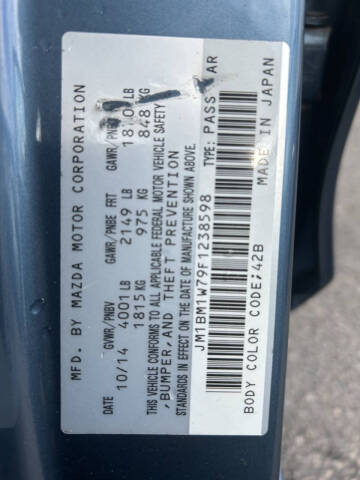 MFD. BY MAZDA MOTOR CORPORATION
GVWR/PNBV GAWR/PNBE FRT GAWR/PNBE
10/14 4001 LB 2149 LB LB
1815 KG 975 KG 848 KG
THIS VEHICLE CONFORMS TO ALL APPLICABLE FEDERAL MOTOR VEHICLE SAFETY
,BUMPER,AND THEFT PREVENTION
STANDARDS IN EFFECT ON THE DATE OF MANUFACTURE SHOWN ABOVE.
JM1BM1W79F1238598 TYPE: PASS AR
BODY COLOR CODE;42B MADE IN JAPAN